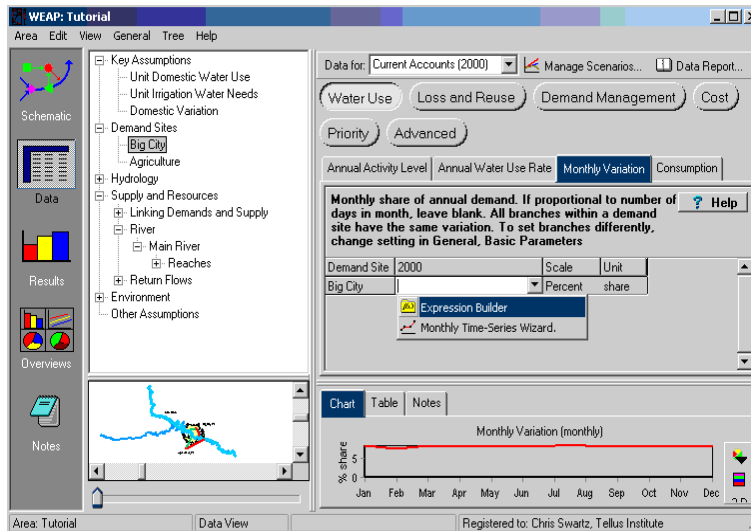 WEAP: Tutorial
Area Edit View General Tree Help
Schematic
Data
Results
Overviews
Notes
Key Assumptions
Unit Domestic Water Use
Unit Irrigation Water Needs
Domestic Variation
Demand Sites
Big City
Agriculture
Hydrology
Supply and Resources
Linking Demands and Supply
River
Main River
Reaches
Return Flows
Environment
Other Assumptions
Data for: Current Accounts (2000) Manage Scenarios... Data Report...
Water Use Loss and Reuse Demand Management Cost
Priority Advanced
Annual Activity Level Annual Water Use Rate Monthly Variation Consumption
Monthly share of annual demand. If proportional to number of
days in month, leave blank. All branches within a demand
site have the same variation. To set branches differently,
change setting in General, Basic Parameters
? Help
Demand Site 2000 Scale Unit
Big City Percent share
Expression Builder
Monthly Time-Series Wizard.
Chart Table Notes
Monthly Variation (monthly)
% share
5
0
Jan Feb Mar Apr May Jun Jul Aug Sep Oct Nov Dec
Area: Tutorial Data View Registered to: Chris Swartz, Tellus Institute